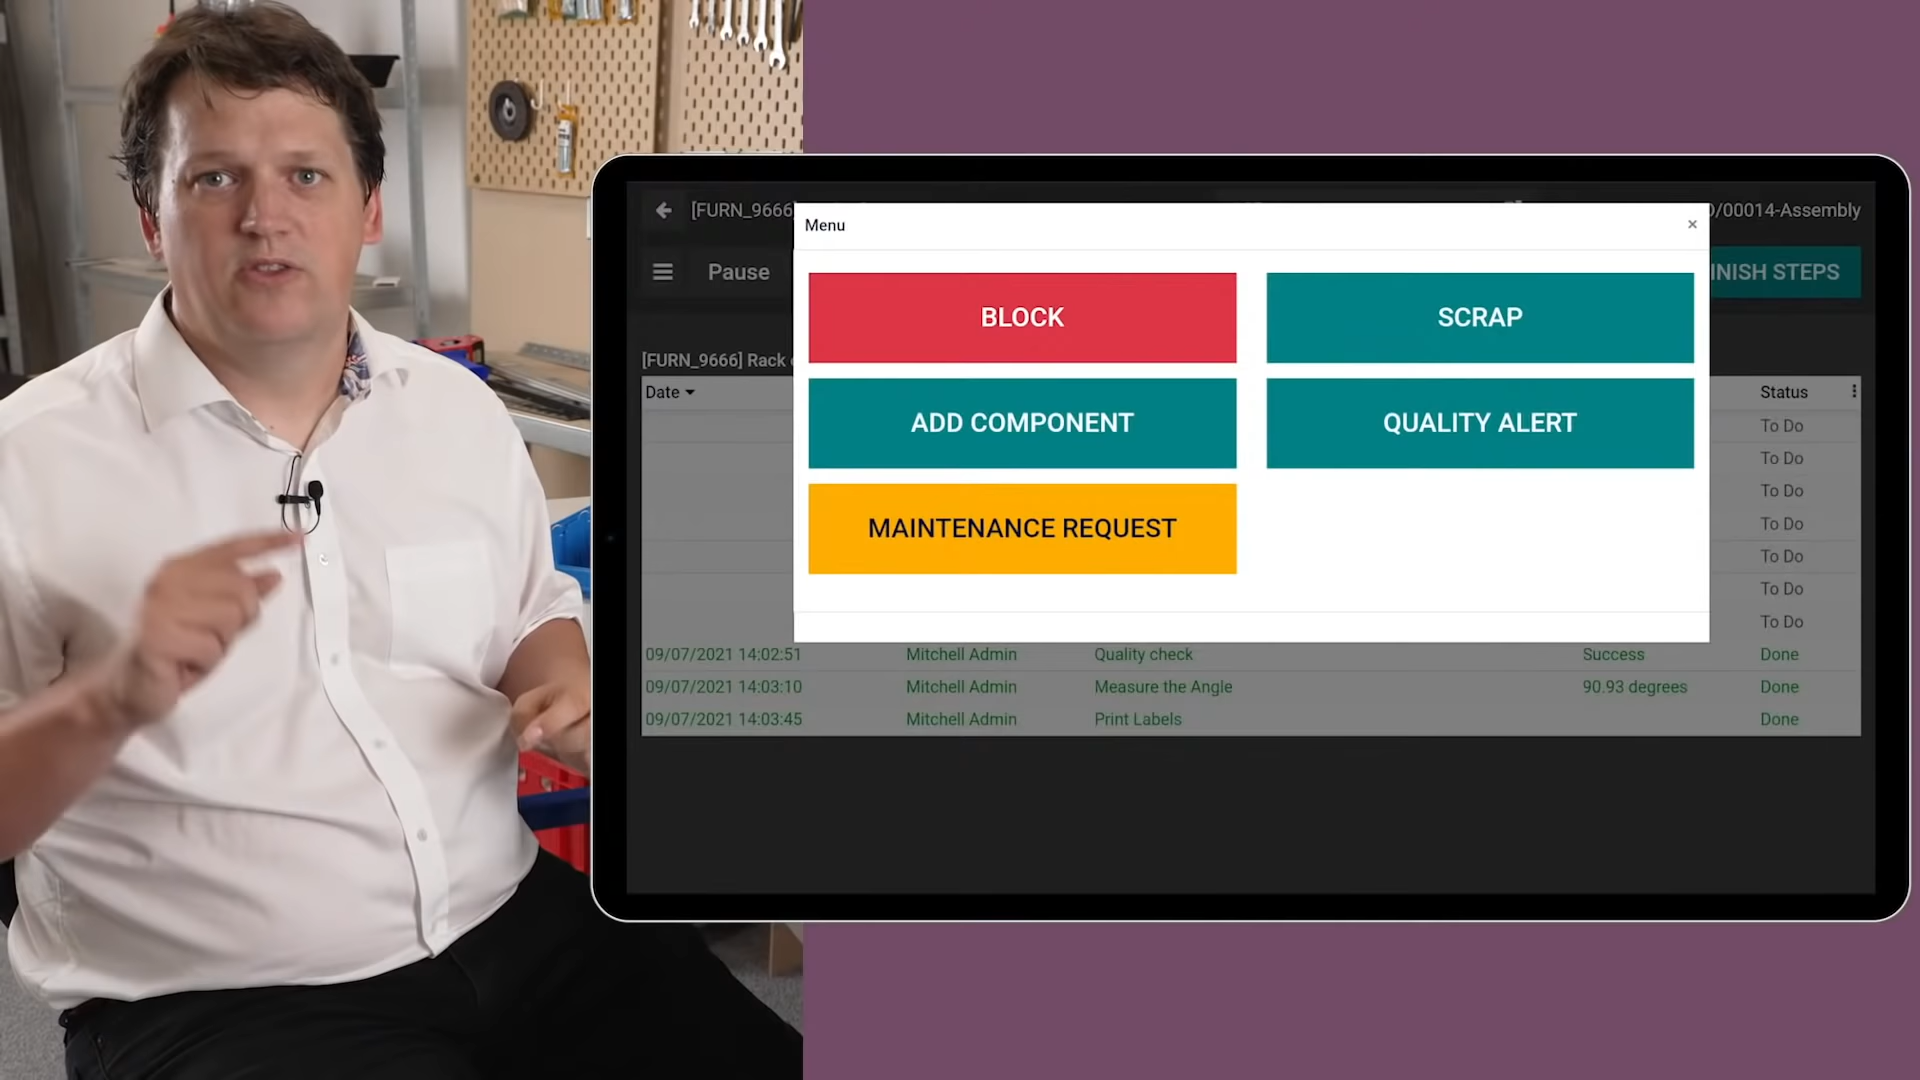 [FURN_9666]
O/00014-Assembly
Menu
×
Pause
INISH STEPS
BLOCK
SCRAP
[FURN_9666] Rack
Date
Status
ADD COMPONENT
QUALITY ALERT
To Do
To Do
To Do
MAINTENANCE REQUEST
To Do
To Do
To Do
To Do
09/07/2021 14:02:51 Mitchell Admin Quality check Success Done
09/07/2021 14:03:10 Mitchell Admin Measure the Angle 90.93 degrees Done
09/07/2021 14:03:45 Mitchell Admin Print Labels Done